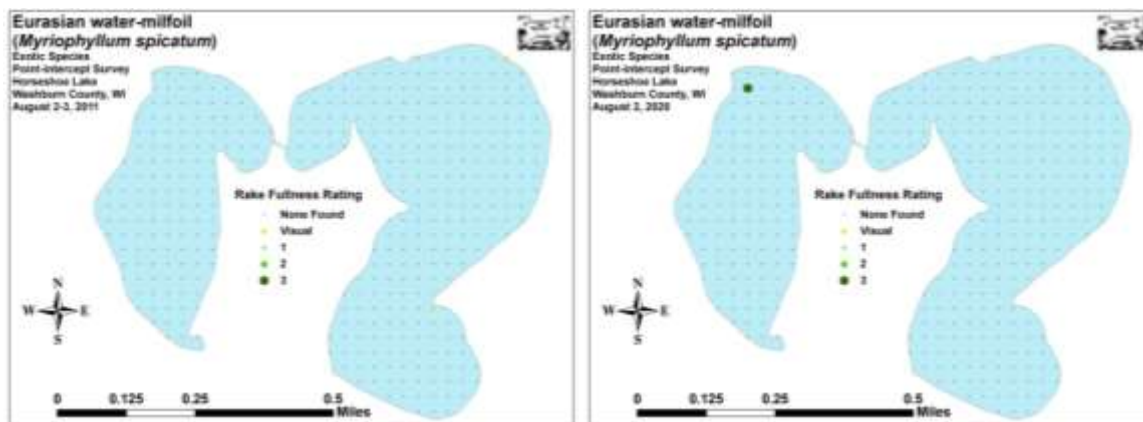 Eurasian water-milfoil
(Myriophyllum spicatum)
Exotic Species
Point-intercept Survey
Horseshoe Lake
Washburn County, WI
August 2-3, 2011
Rake Fullness Rating
None Found
Visual
1
2
3
N
W E
S
0 0.125 0.25 0.5
Miles
Eurasian water-milfoil
(Myriophyllum spicatum)
Exotic Species
Point-intercept Survey
Horseshoe Lake
Washburn County, WI
August 2, 2020
Rake Fullness Rating
None Found
Visual
1
2
3
N
W E
S
0 0.125 0.25 0.5
Miles